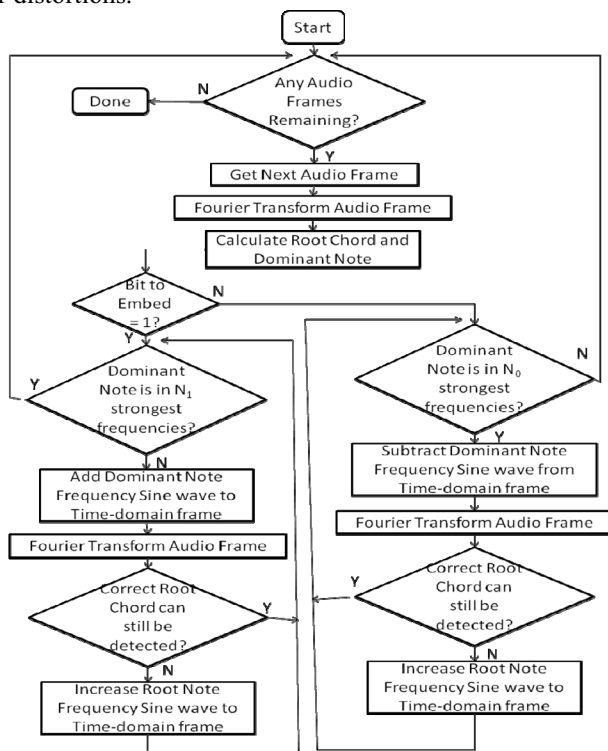 r distortions.
Start
Any Audio
Frames
Remaining?
N
Done
Y
Get Next Audio Frame
Fourier Transform Audio Frame
Calculate Root Chord and
Dominant Note
Bit to
Embed
= 1?
N
Y
Dominant
Note is in N₁
strongest
frequencies?
Y
N
Add Dominant Note
Frequency Sine wave to
Time-domain frame
Fourier Transform Audio Frame
Correct Root
Chord can
still be
detected?
Y
N
Increase Root Note
Frequency Sine wave to
Time-domain frame
Dominant
Note is in N₀
strongest
frequencies?
N
Y
Subtract Dominant Note
Frequency Sine wave from
Time-domain frame
Fourier Transform Audio Frame
Correct Root
Chord can
still be
detected?
Y
N
Increase Root Note
Frequency Sine wave to
Time-domain frame